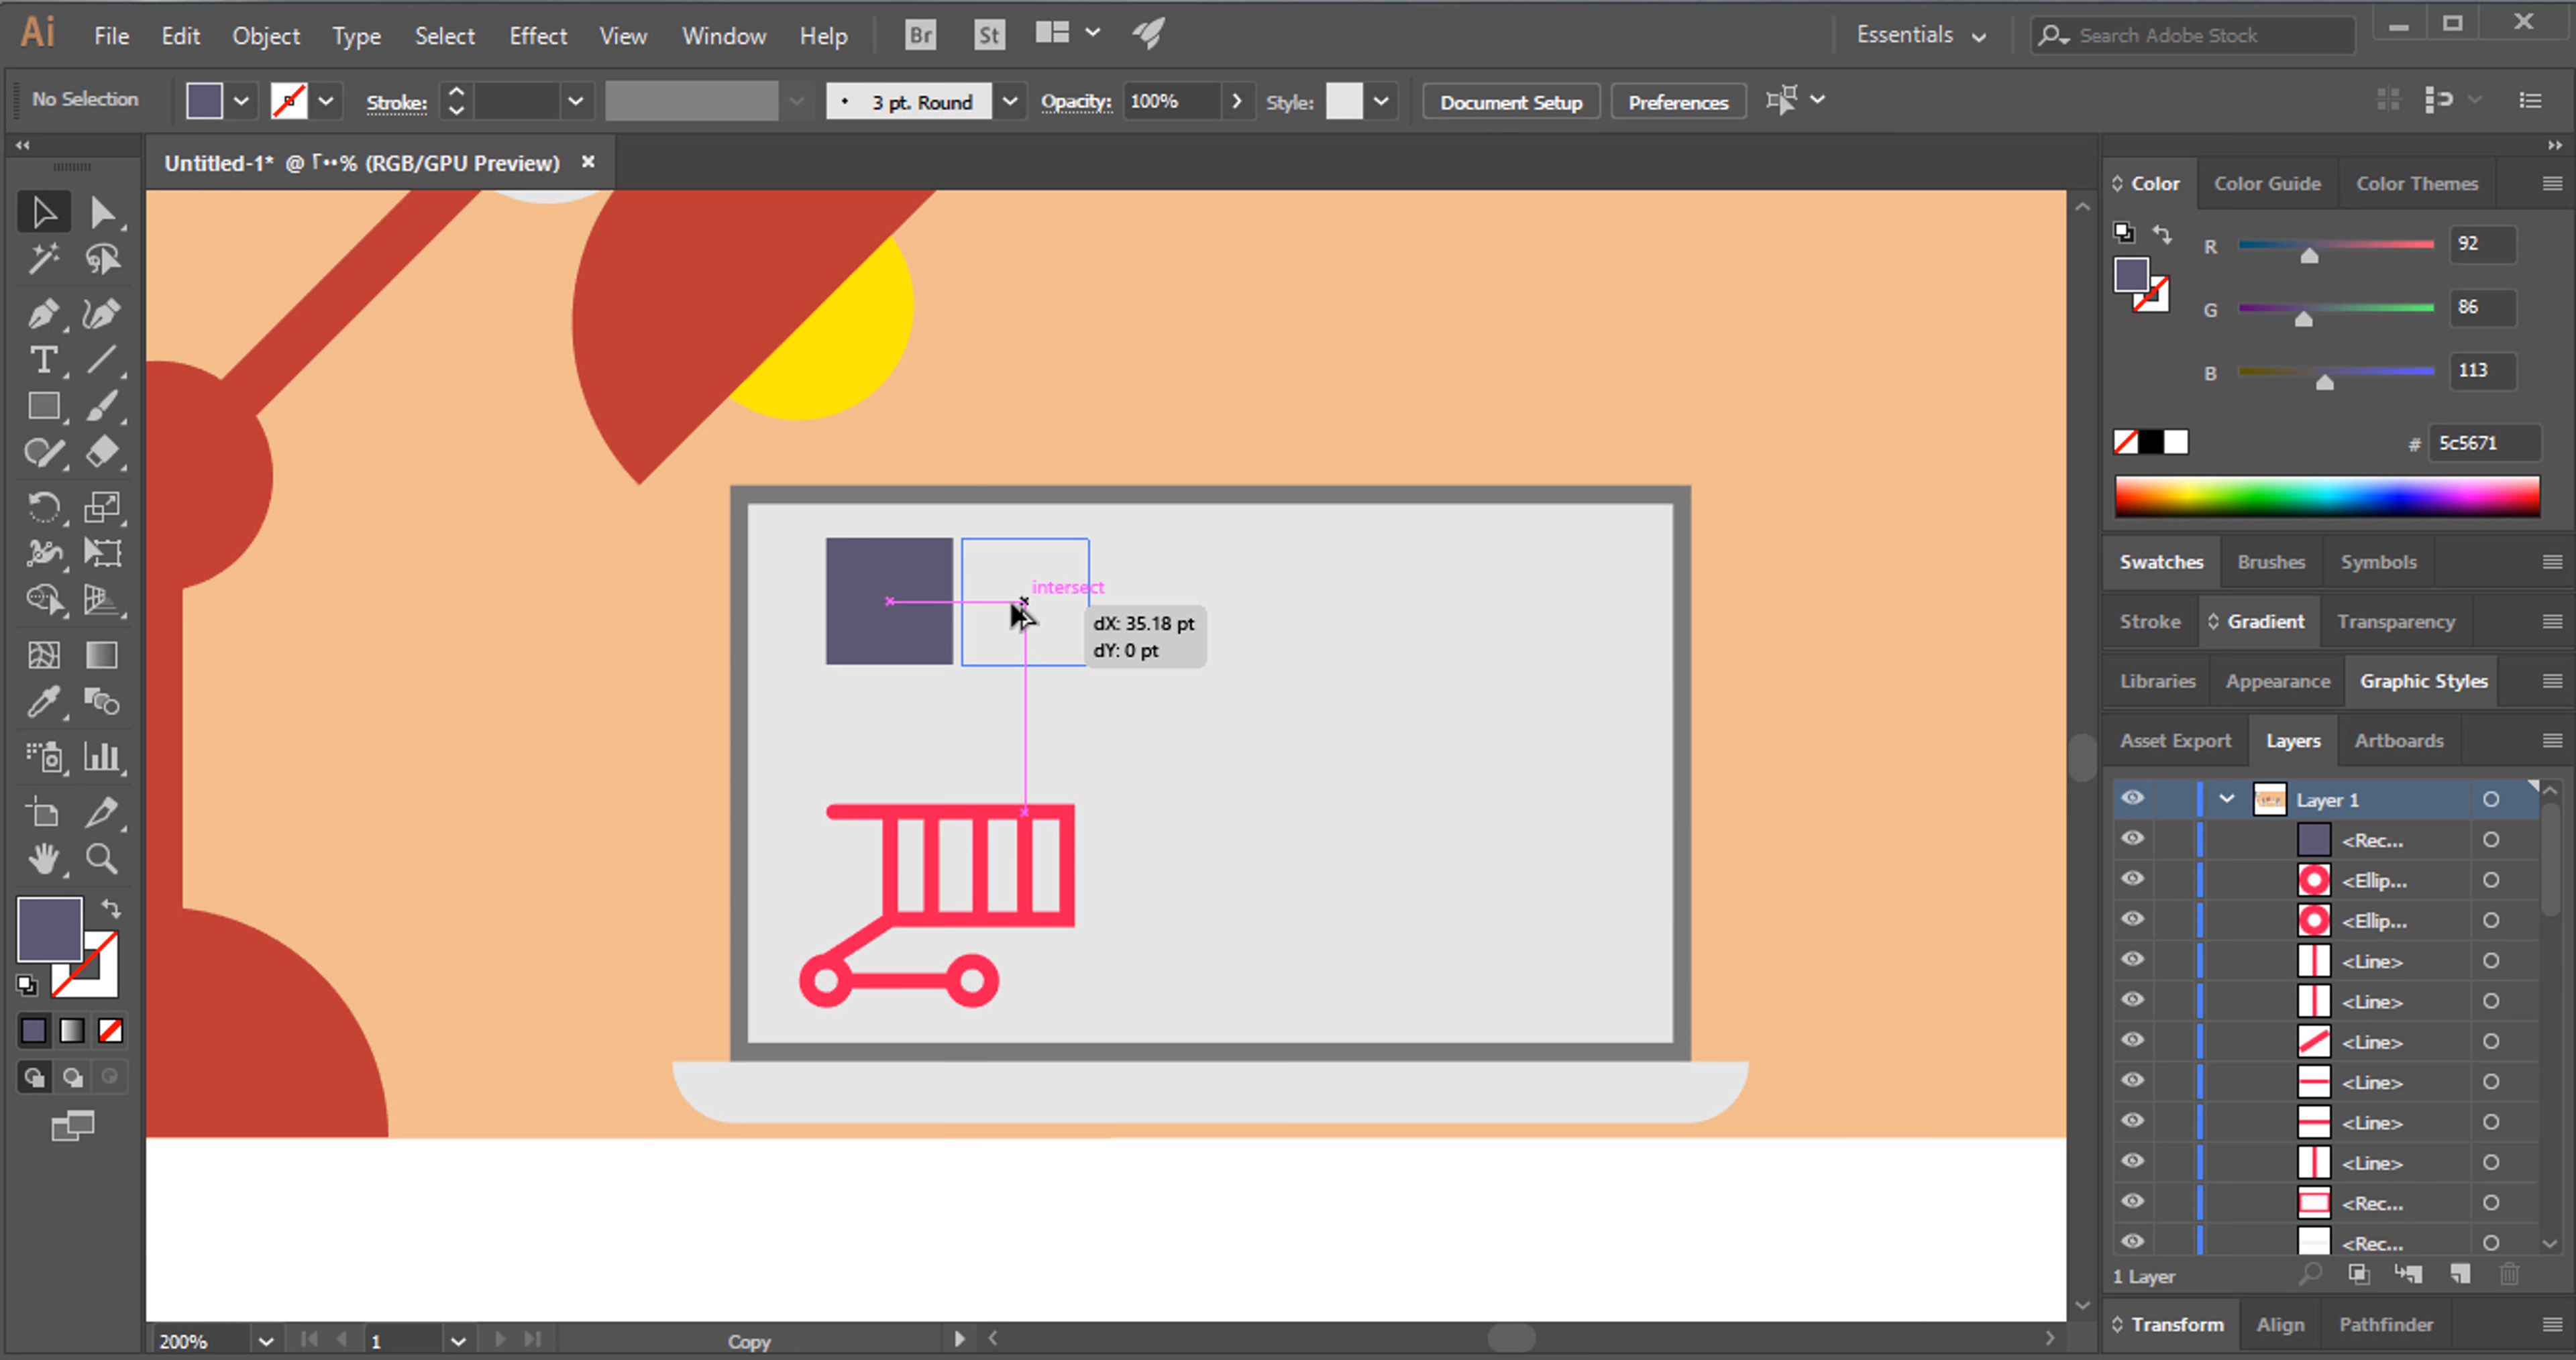 Ai File Edit Object Type Select Effect View Window Help Br St Essentials Search Adobe Stock
No Selection Stroke: 3 pt. Round Opacity: 100% Style: Document Setup Preferences
Untitled-1* @ ٢٠٠% (RGB/GPU Preview)
Color Color Guide Color Themes
R 92
G 86
B 113
# 5c5671
Swatches Brushes Symbols
Stroke Gradient Transparency
Libraries Appearance Graphic Styles
Asset Export Layers Artboards
Layer 1
<Rec...
<Ellip...
<Ellip...
<Line>
<Line>
<Line>
<Line>
<Line>
<Line>
<Rec...
<Rec...
1 Layer
Transform Align Pathfinder
intersect
dX: 35.18 pt
dY: 0 pt
200% 1 Copy